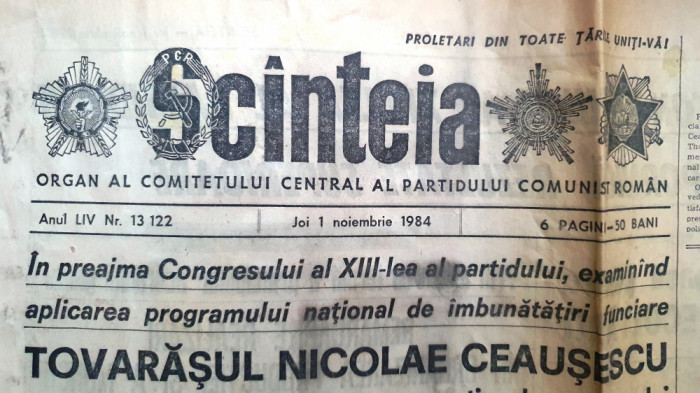 PROLETARI DIN TOATE ȚĂRILE UNIȚI-VĂ!
PCR
Scînteia
ORGAN AL COMITETULUI CENTRAL AL PARTIDULUI COMUNIST ROMÂN
Anul LIV Nr. 13 122
Joi 1 noiembrie 1984
6 PAGINI-50 BANI
În preajma Congresului al XIII-lea al partidului, examinînd
aplicarea programului național de îmbunătățiri funciare
TOVARĂȘUL NICOLAE CEAUȘESCU